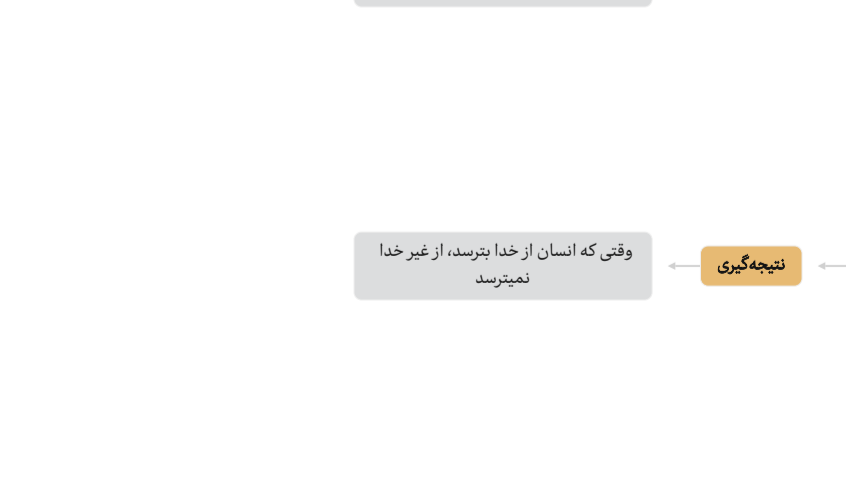 نتیجه‌گیری
وقتی که انسان از خدا بترسد، از غیر خدا
نمیترسد